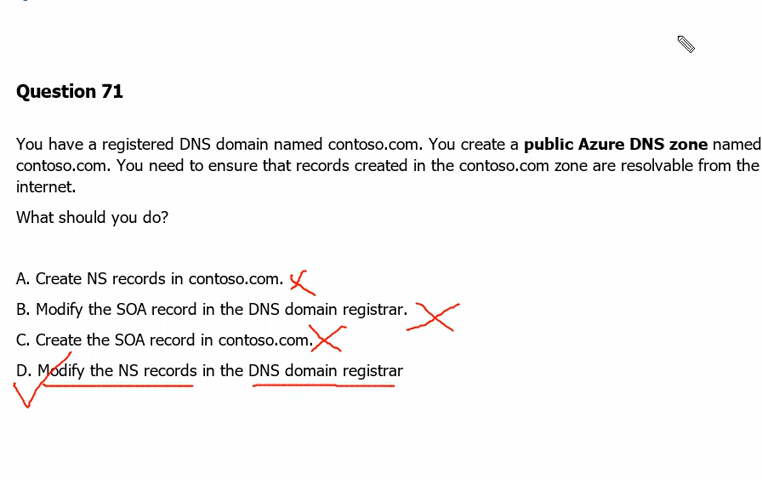 Question 71
You have a registered DNS domain named contoso.com. You create a public Azure DNS zone named
contoso.com. You need to ensure that records created in the contoso.com zone are resolvable from the
internet.
What should you do?
A. Create NS records in contoso.com.
B. Modify the SOA record in the DNS domain registrar.
C. Create the SOA record in contoso.com.
D. Modify the NS records in the DNS domain registrar